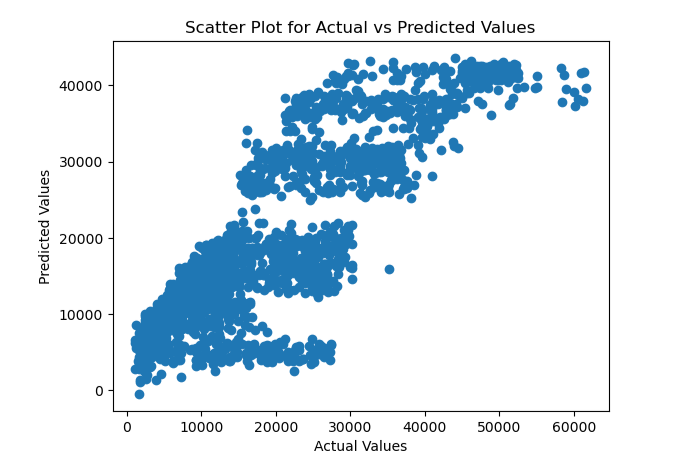 Scatter Plot for Actual vs Predicted Values
40000
30000
20000
10000
0
Predicted Values
0 10000 20000 30000 40000 50000 60000
Actual Values